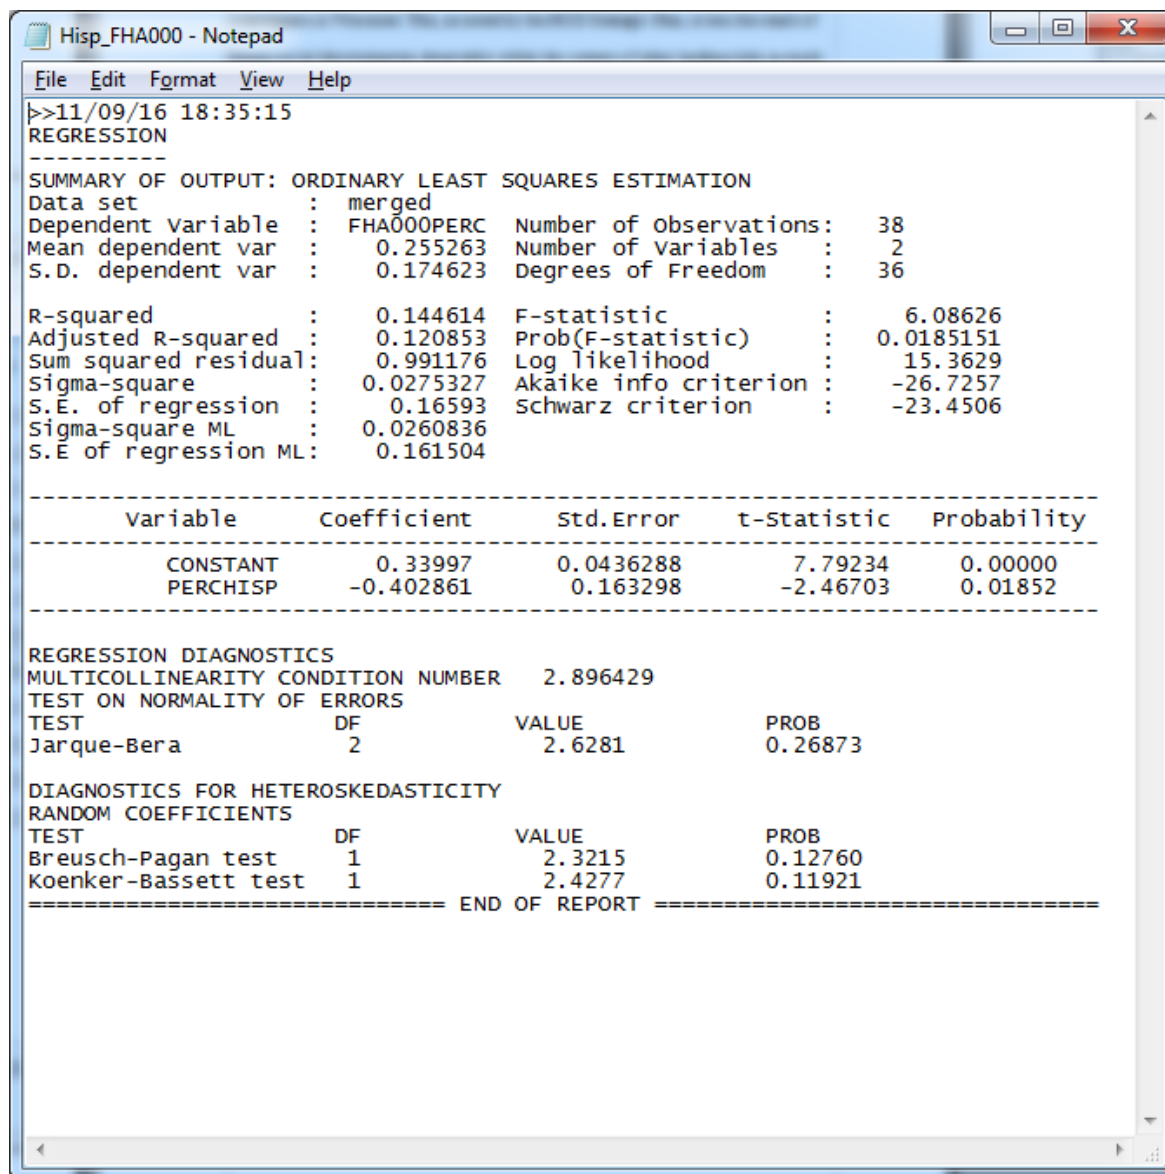 Hisp_FHA000 - Notepad
File Edit Format View Help
>>11/09/16 18:35:15
REGRESSION
----------
SUMMARY OF OUTPUT: ORDINARY LEAST SQUARES ESTIMATION
Data set : merged
Dependent Variable : FHA000PERC Number of Observations: 38
Mean dependent var : 0.255263 Number of Variables : 2
S.D. dependent var : 0.174623 Degrees of Freedom : 36
R-squared : 0.144614 F-statistic : 6.08626
Adjusted R-squared : 0.120853 Prob(F-statistic) : 0.0185151
Sum squared residual: 0.991176 Log likelihood : 15.3629
Sigma-square : 0.0275327 Akaike info criterion : -26.7257
S.E. of regression : 0.16593 Schwarz criterion : -23.4506
Sigma-square ML : 0.0260836
S.E of regression ML: 0.161504
-----------------------------------------------------------------------------
Variable Coefficient Std.Error t-Statistic Probability
-----------------------------------------------------------------------------
CONSTANT 0.33997 0.0436288 7.79234 0.00000
PERCHISP -0.402861 0.163298 -2.46703 0.01852
-----------------------------------------------------------------------------
REGRESSION DIAGNOSTICS
MULTICOLLINEARITY CONDITION NUMBER 2.896429
TEST ON NORMALITY OF ERRORS
TEST DF VALUE PROB
Jarque-Bera 2 2.6281 0.26873
DIAGNOSTICS FOR HETEROSKEDASTICITY
RANDOM COEFFICIENTS
TEST DF VALUE PROB
Breusch-Pagan test 1 2.3215 0.12760
Koenker-Bassett test 1 2.4277 0.11921
============================== END OF REPORT ================================